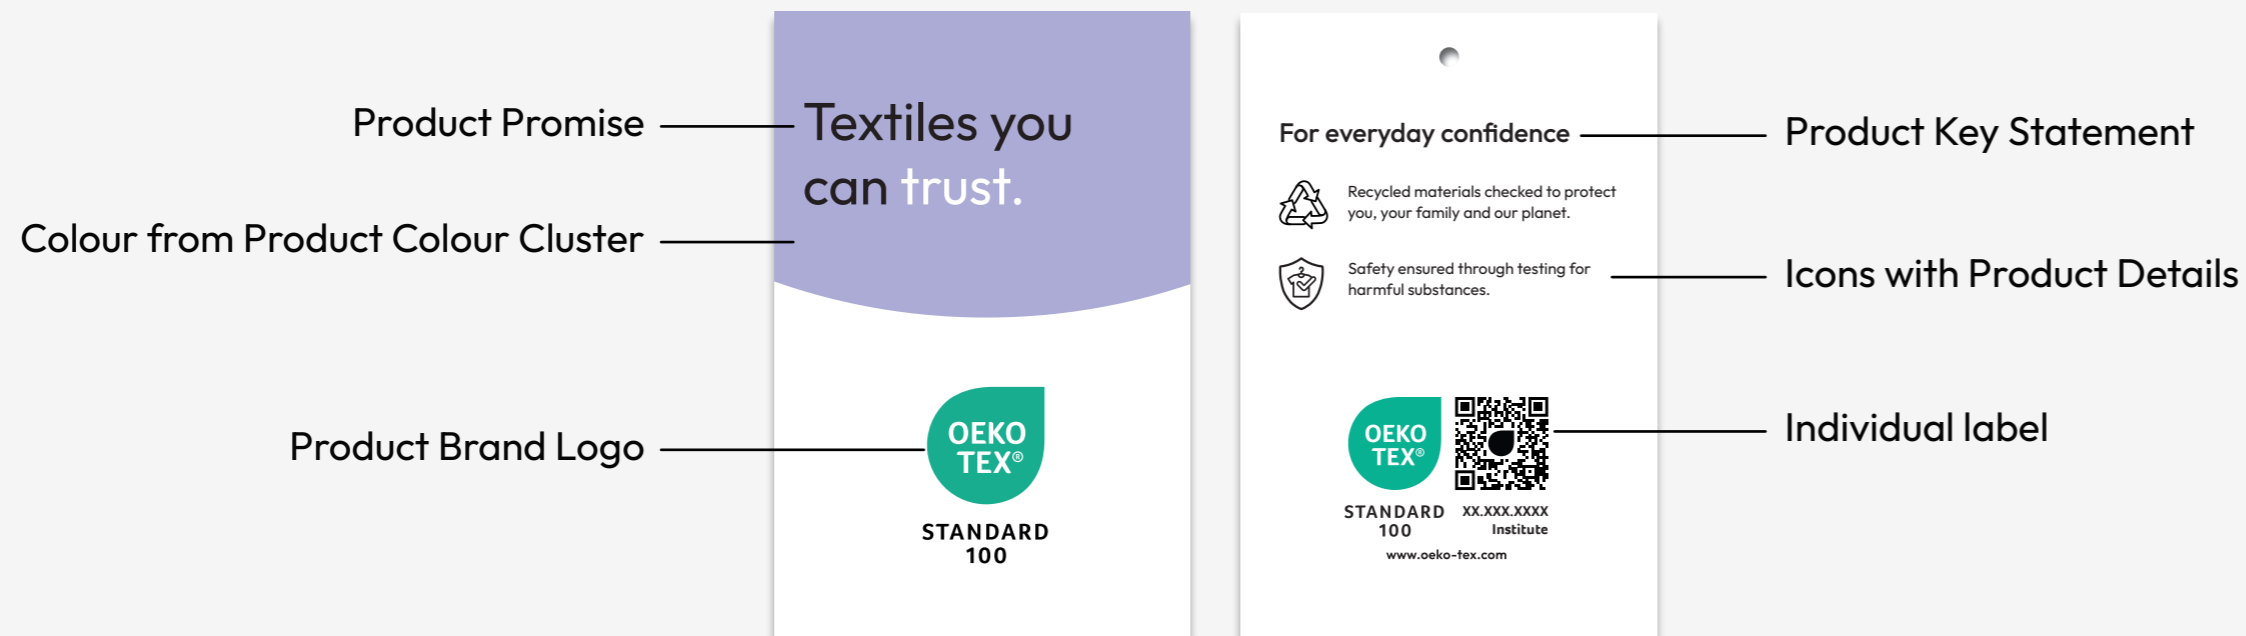 Product Promise
Colour from Product Colour Cluster
Product Brand Logo
Textiles you
can trust.
OEKO
TEX®
STANDARD
100
For everyday confidence
Recycled materials checked to protect
you, your family and our planet.
Safety ensured through testing for
harmful substances.
OEKO
TEX®
STANDARD
100
XX.XXX.XXXX
Institute
www.oeko-tex.com
Product Key Statement
Icons with Product Details
Individual label